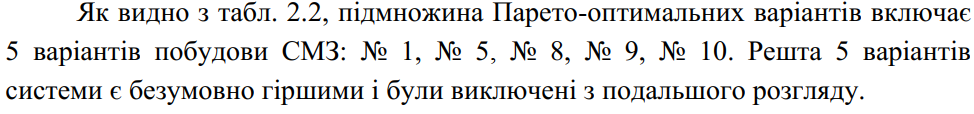 Як видно з табл. 2.2, підмножина Парето-оптимальних варіантів включає
5 варіантів побудови СМЗ: № 1, № 5, № 8, № 9, № 10. Решта 5 варіантів
системи є безумовно гіршими і були виключені з подальшого розгляду.